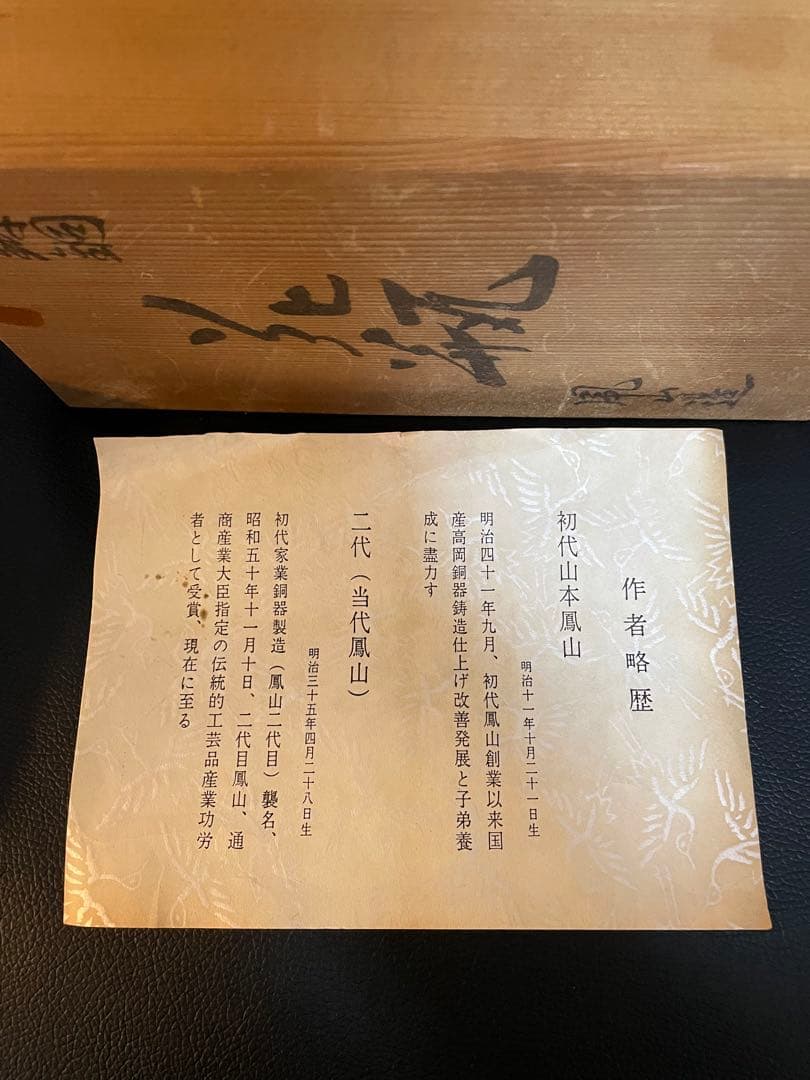 花瓶
鳳山造
作者略歴
初代山本鳳山
明治十一年十月二十一日生
明治四十一年九月、初代鳳山創業以来国
産高岡銅器鋳造仕上げ改善発展と子弟養
成に盡力す
二代（当代鳳山）
明治三十五年四月二十八日生
初代家業銅器製造（鳳山二代目）襲名、
昭和五十年十一月十日、二代目鳳山、通
商産業大臣指定の伝統的工芸品産業功労
者として受賞、現在に至る